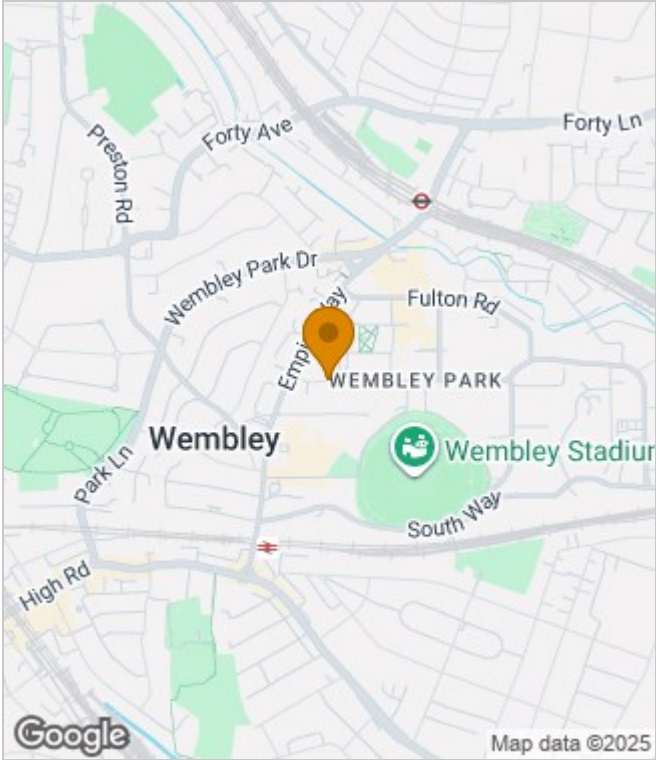 Forty Ln
Forty Ave
Preston Rd
Wembley Park Dr
Fulton Rd
WEMBLEY PARK
Wembley
Wembley Stadiu
Park Ln
South Way
High Rd
Google
Map data ©2025